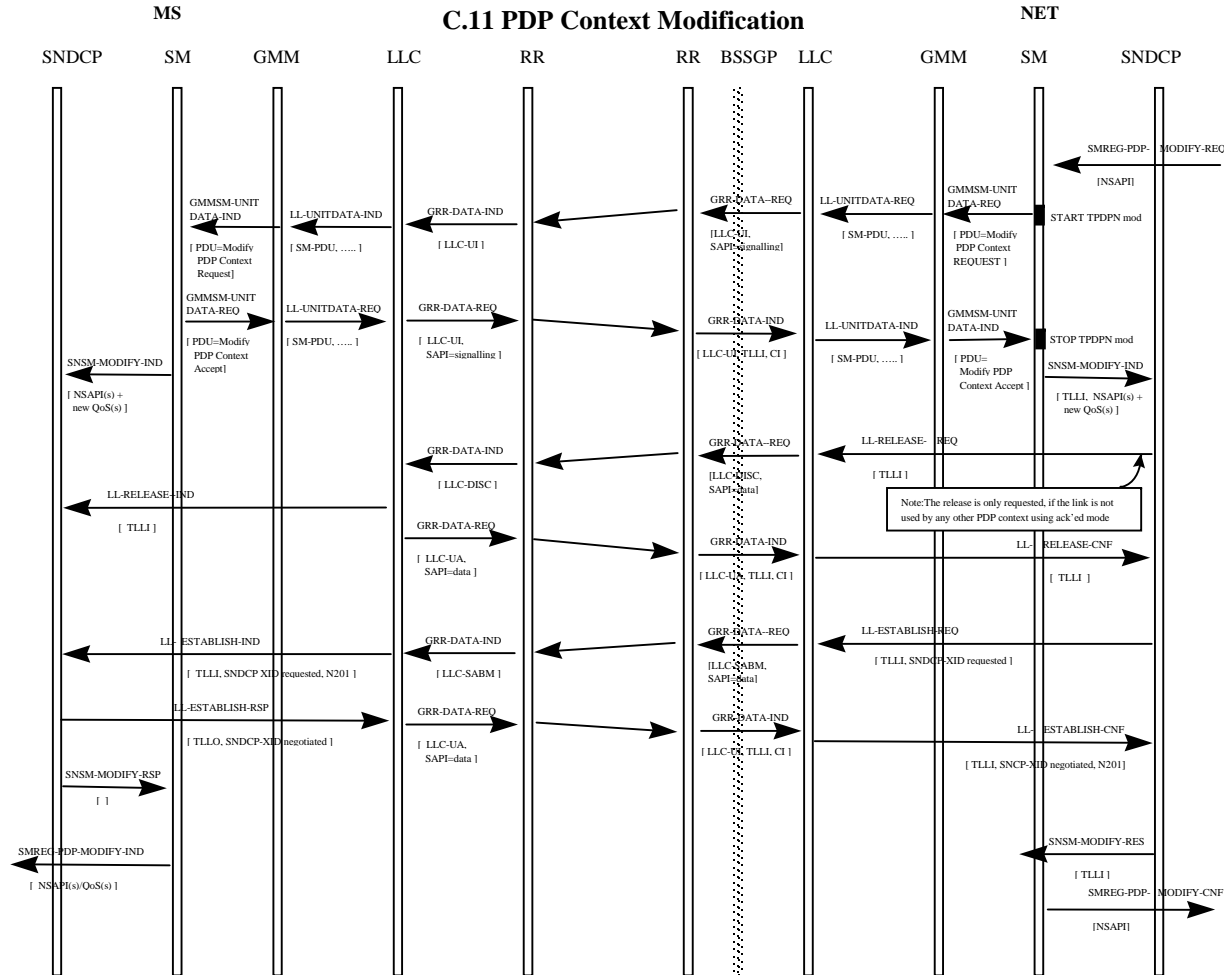 MS
C.11 PDP Context Modification
NET
SNDCP SM GMM LLC RR RR BSSGP LLC GMM SM SNDCP
SMREG-PDP- MODIFY-REQ
[NSAPI]
GMMSM-UNIT
DATA-IND
LL-UNITDATA-IND
GRR-DATA-IND
GRR-DATA--REQ
LL-UNITDATA-REQ
GMMSM-UNIT
DATA-REQ
START TPDPN mod
[ PDU=Modify
PDP Context
Request]
[ SM-PDU, ….. ]
[ LLC-UI ]
[LLC-UI,
SAPI=signalling]
[ SM-PDU, ….. ]
[ PDU=Modify
PDP Context
REQUEST ]
GMMSM-UNIT
DATA-REQ
LL-UNITDATA-REQ
GRR-DATA-REQ
GRR-DATA-IND
LL-UNITDATA-IND
GMMSM-UNIT
DATA-IND
STOP TPDPN mod
[PDU=Modify
PDP Context
Accept]
[ SM-PDU, ….. ]
[ LLC-UI,
SAPI=signalling ]
[ LLC-UI, TLLI, CI ]
[ SM-PDU, ….. ]
[ PDU=
Modify PDP
Context Accept ]
SNSM-MODIFY-IND
SNSM-MODIFY-IND
[ NSAPI(s) +
new QoS(s) ]
[ TLLI, NSAPI(s) +
new QoS(s) ]
GRR-DATA-IND
GRR-DATA--REQ
LL-RELEASE- REQ
[LLC-DISC]
[LLC-DISC,
SAPI=data]
[ TLLI ]
LL-RELEASE--IND
[ TLLI ]
Note:The release is only requested, if the link is not
used by any other PDP context using ack'ed mode
GRR-DATA-REQ
GRR-DATA-IND
LL- RELEASE-CNF
[ LLC-UA,
SAPI=data ]
[ LLC-UA, TLLI, CI ]
[ TLLI ]
LL- ESTABLISH-IND
GRR-DATA-IND
GRR-DATA--REQ
LL-ESTABLISH-REQ
[ TLLI, SNDCP XID requested, N201 ]
[LLC-SABM ]
[LLC-SABM,
SAPI=data]
[ TLLI, SNDCP-XID requested ]
LL-ESTABLISH-RSP
GRR-DATA-REQ
GRR-DATA-IND
LL- ESTABLISH-CNF
[ TLLO, SNDCP-XID negotiated ]
[ LLC-UA,
SAPI=data ]
[ LLC-UI, TLLI, CI ]
[ TLLI, SNCP-XID negotiated, N201]
SNSM-MODIFY-RSP
[ ]
SMREG-PDP-MODIFY-IND
SNSM-MODIFY-RES
[ NSAPI(s)/QoS(s) ]
[ TLLI ]
SMREG-PDP- MODIFY-CNF
[NSAPI]